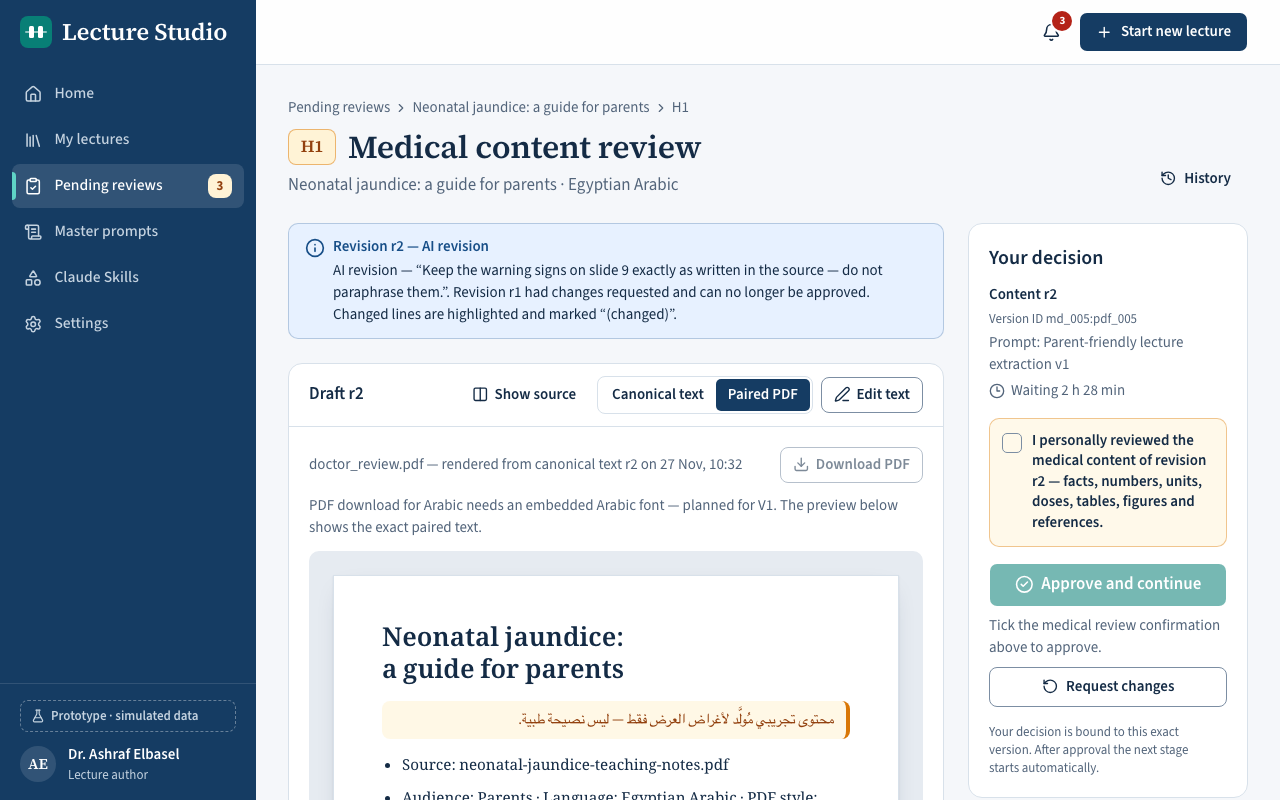 Lecture Studio
Home
My lectures
Pending reviews 3
Master prompts
Claude Skills
Settings
Prototype · simulated data
AE
Dr. Ashraf Elbasel
Lecture author
3
Start new lecture
Pending reviews > Neonatal jaundice: a guide for parents > H1
H1 Medical content review
Neonatal jaundice: a guide for parents · Egyptian Arabic
History
Revision r2 — AI revision
AI revision — “Keep the warning signs on slide 9 exactly as written in the source — do not
paraphrase them.”. Revision r1 had changes requested and can no longer be approved.
Changed lines are highlighted and marked “(changed)”.
Draft r2
Show source
Canonical text
Paired PDF
Edit text
doctor_review.pdf — rendered from canonical text r2 on 27 Nov, 10:32
Download PDF
PDF download for Arabic needs an embedded Arabic font — planned for V1. The preview below
shows the exact paired text.
Neonatal jaundice:
a guide for parents
محتوى تجريبي مُولَّد لأغراض العرض فقط — ليس نصيحة طبية.
• Source: neonatal-jaundice-teaching-notes.pdf
• Audience: Parents · Language: Egyptian Arabic · PDF style:
Your decision
Content r2
Version ID md_005:pdf_005
Prompt: Parent-friendly lecture
extraction v1
Waiting 2 h 28 min
I personally reviewed the
medical content of revision
r2 — facts, numbers, units,
doses, tables, figures and
references.
Approve and continue
Tick the medical review confirmation
above to approve.
Request changes
Your decision is bound to this exact
version. After approval the next stage
starts automatically.